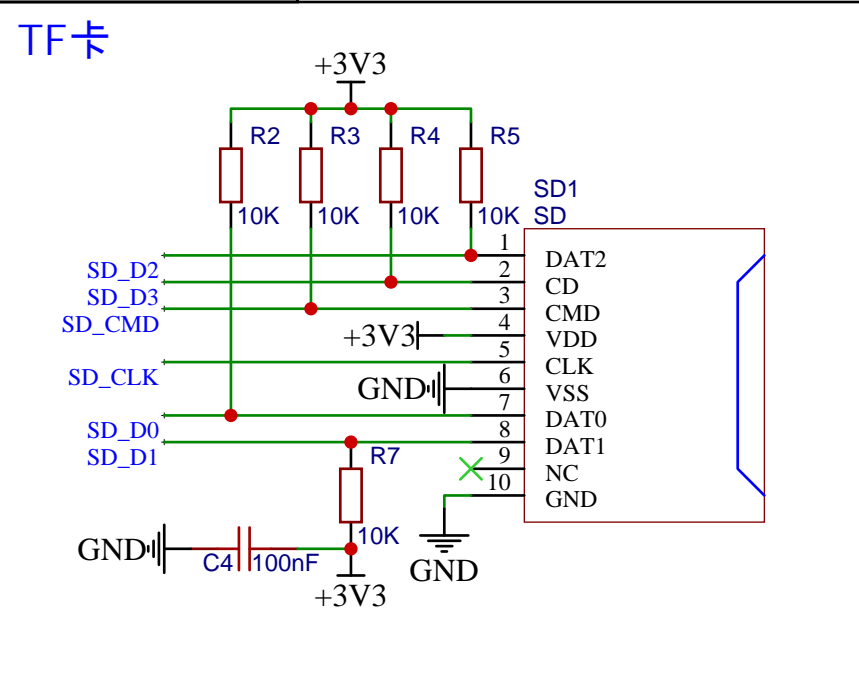 TF卡
+3V3
R2 R3 R4 R5
10K 10K 10K 10K
SD1
SD
1 DAT2
SD_D2
2 CD
SD_D3
3 CMD
SD_CMD
+3V3 4 VDD
5 CLK
SD_CLK
GND 6 VSS
7 DAT0
SD_D0
8 DAT1
SD_D1
R7
9 NC
10 GND
10K
GND C4 100nF
GND
+3V3